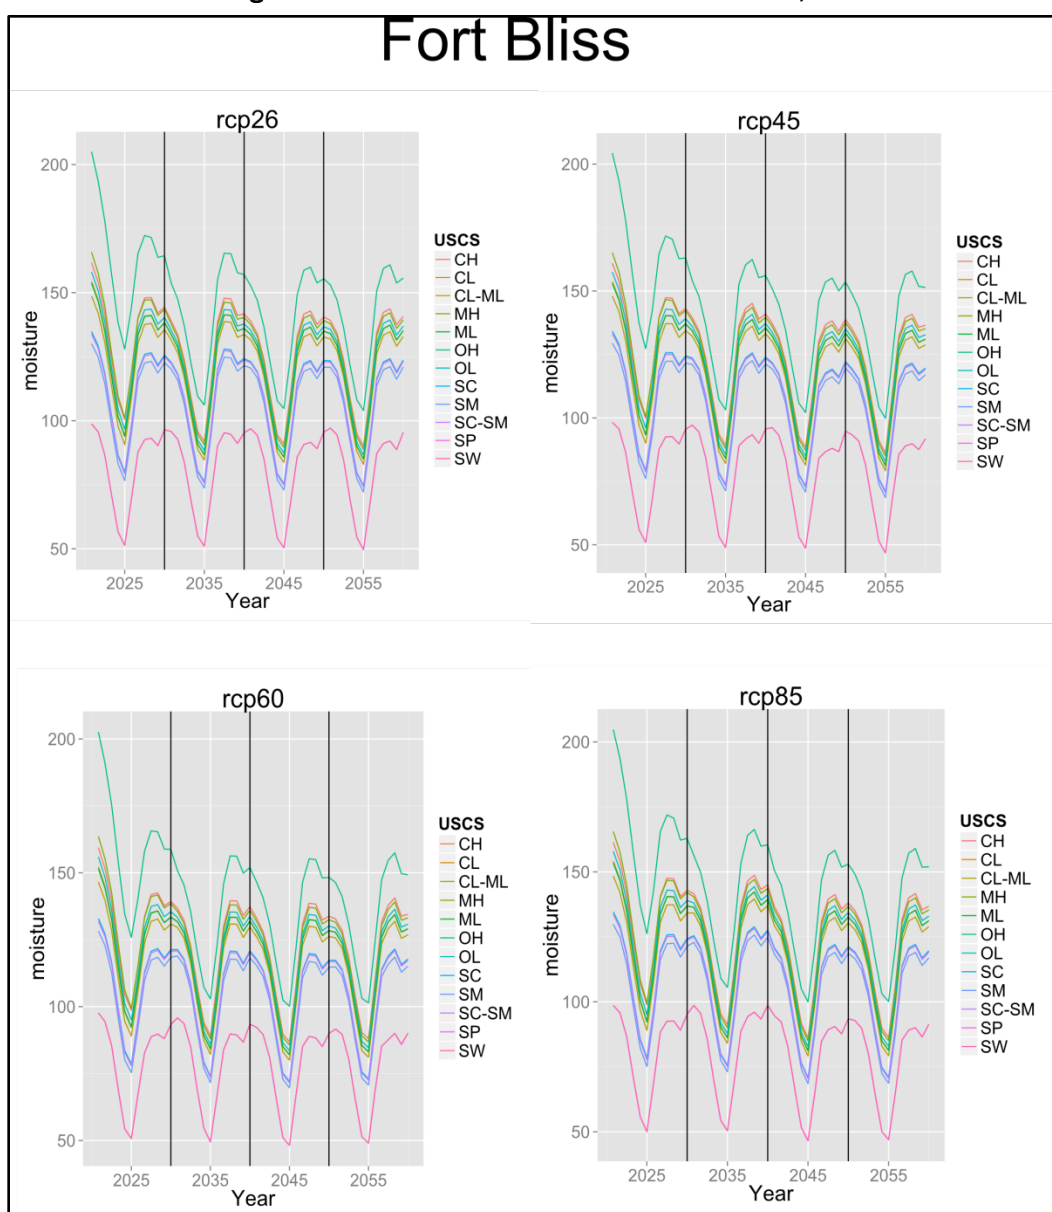 Fort Bliss
rcp26
moisture
200
150
100
50
2025
2035
2045
2055
Year
USCS
CH
CL
CL-ML
MH
ML
OH
OL
SC
SM
SC-SM
SP
SW
rcp45
moisture
200
150
100
50
2025
2035
2045
2055
Year
USCS
CH
CL
CL-ML
MH
ML
OH
OL
SC
SM
SC-SM
SP
SW
rcp60
moisture
200
150
100
50
2025
2035
2045
2055
Year
USCS
CH
CL
CL-ML
MH
ML
OH
OL
SC
SM
SC-SM
SP
SW
rcp85
moisture
200
150
100
50
2025
2035
2045
2055
Year
USCS
CH
CL
CL-ML
MH
ML
OH
OL
SC
SM
SC-SM
SP
SW